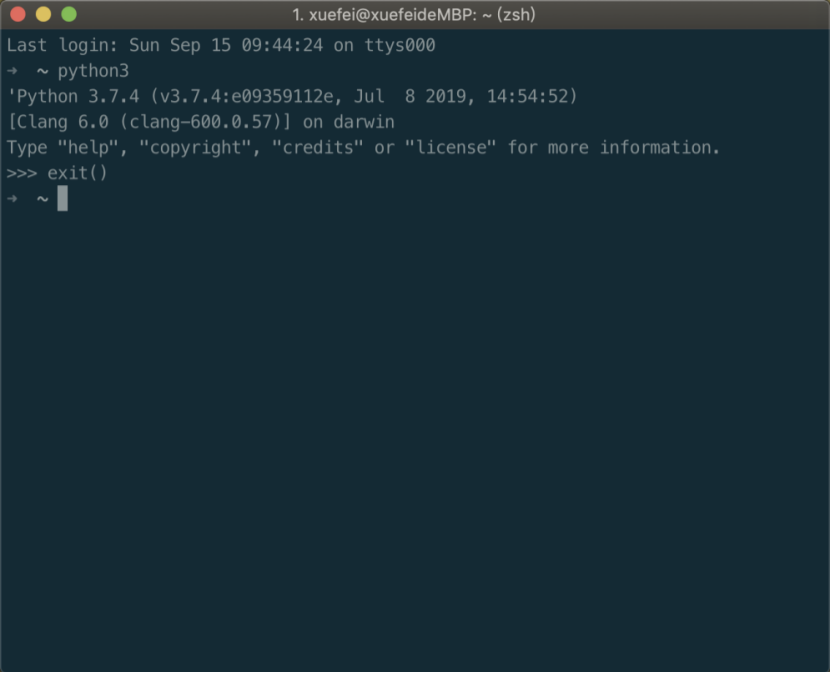 1. xuefei@xuefeideMBP: ~ (zsh)
Last login: Sun Sep 15 09:44:24 on ttys000
→  ~ python3
'Python 3.7.4 (v3.7.4:e09359112e, Jul  8 2019, 14:54:52)
[Clang 6.0 (clang-600.0.57)] on darwin
Type "help", "copyright", "credits" or "license" for more information.
>>> exit()
→  ~